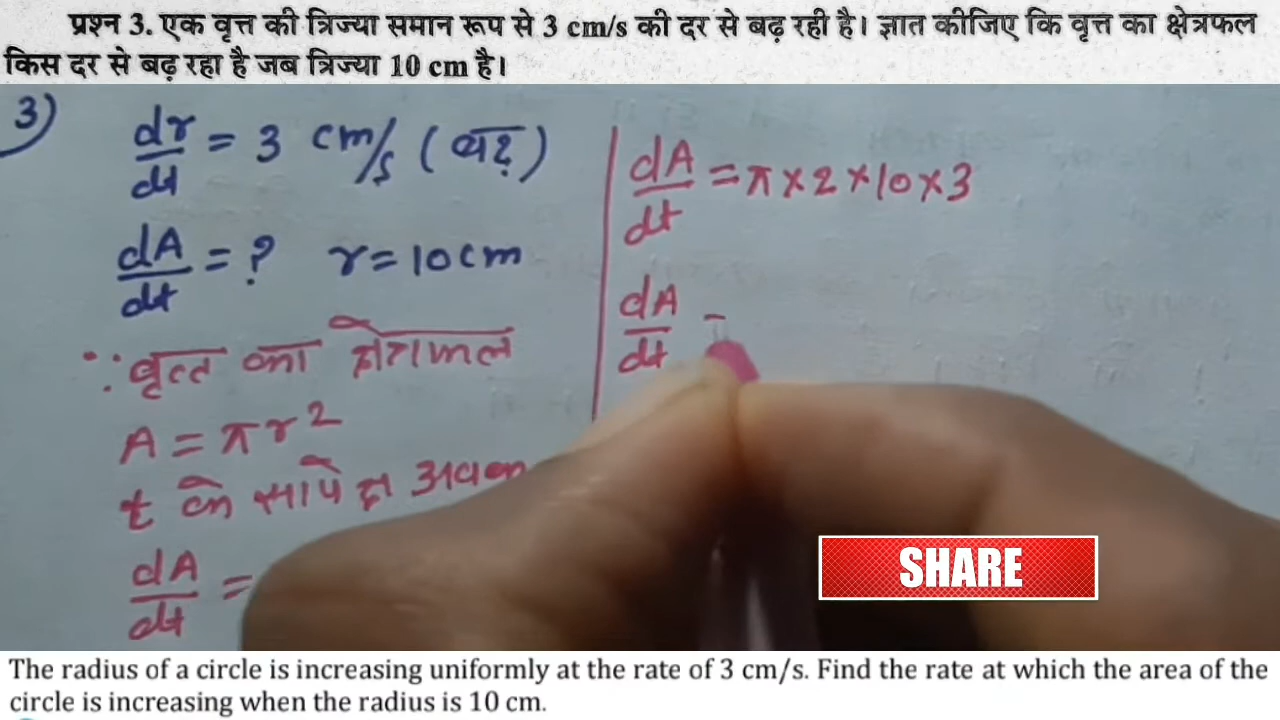 प्रश्न 3. एक वृत्त की त्रिज्या समान रूप से 3 cm/s की दर से बढ़ रही है। ज्ञात कीजिए कि वृत्त का क्षेत्रफल
किस दर से बढ़ रहा है जब त्रिज्या 10 cm है।
3)
dr/dt = 3 cm/s (बढ़)
dA/dt = ? r = 10cm
∵ वृत्त का क्षेत्रफल
A = πr²
t के सापेक्ष
dA/dt =
dA/dt = π×2×10×3
dA/dt
SHARE
The radius of a circle is increasing uniformly at the rate of 3 cm/s. Find the rate at which the area of the
circle is increasing when the radius is 10 cm.